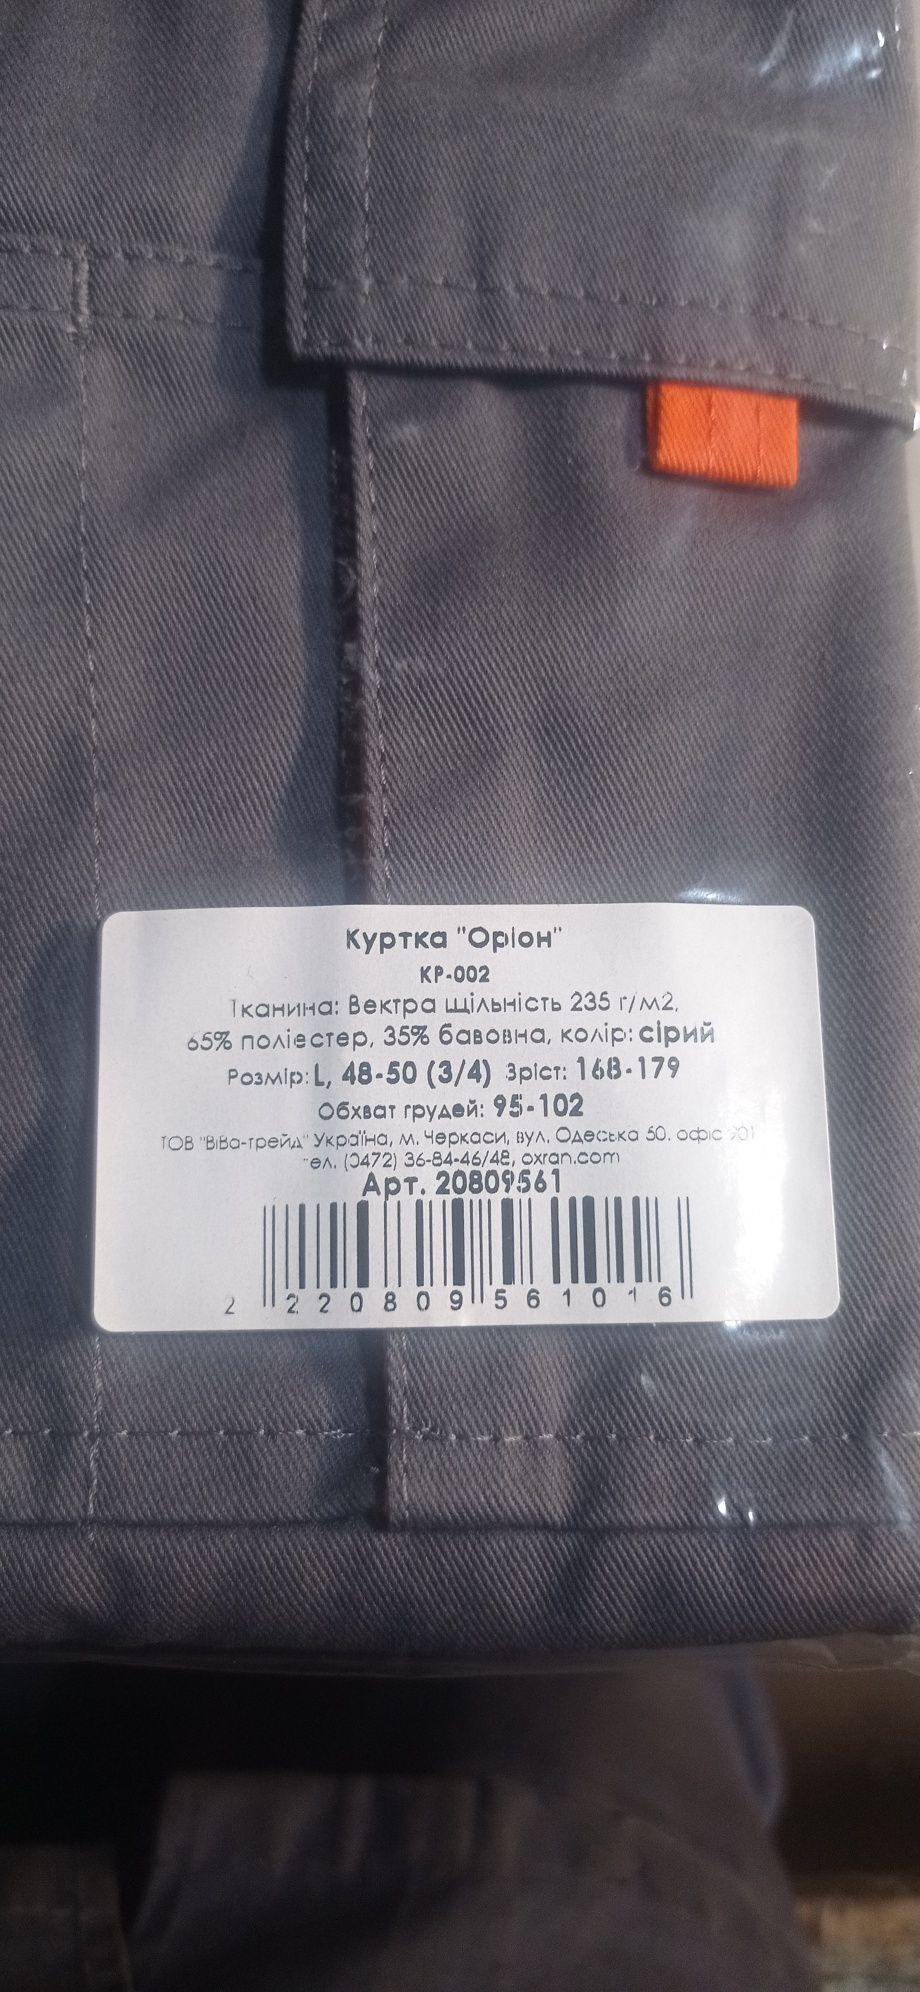 Куртка "Оріон"
КР-002
Тканина: Вектра щільність 235 г/м2,
65% поліестер, 35% бавовна, колір: сірий
Розмір: L, 48-50 (3/4) Зріст: 168-179
Обхват грудей: 95-102
ТОВ "ВіВа-трейд" Україна, м. Черкаси, вул. Одеська 50. офіс 901
тел. (0472) 36-84-46/48, oxran.com
Арт. 20809561
2 220809 561016